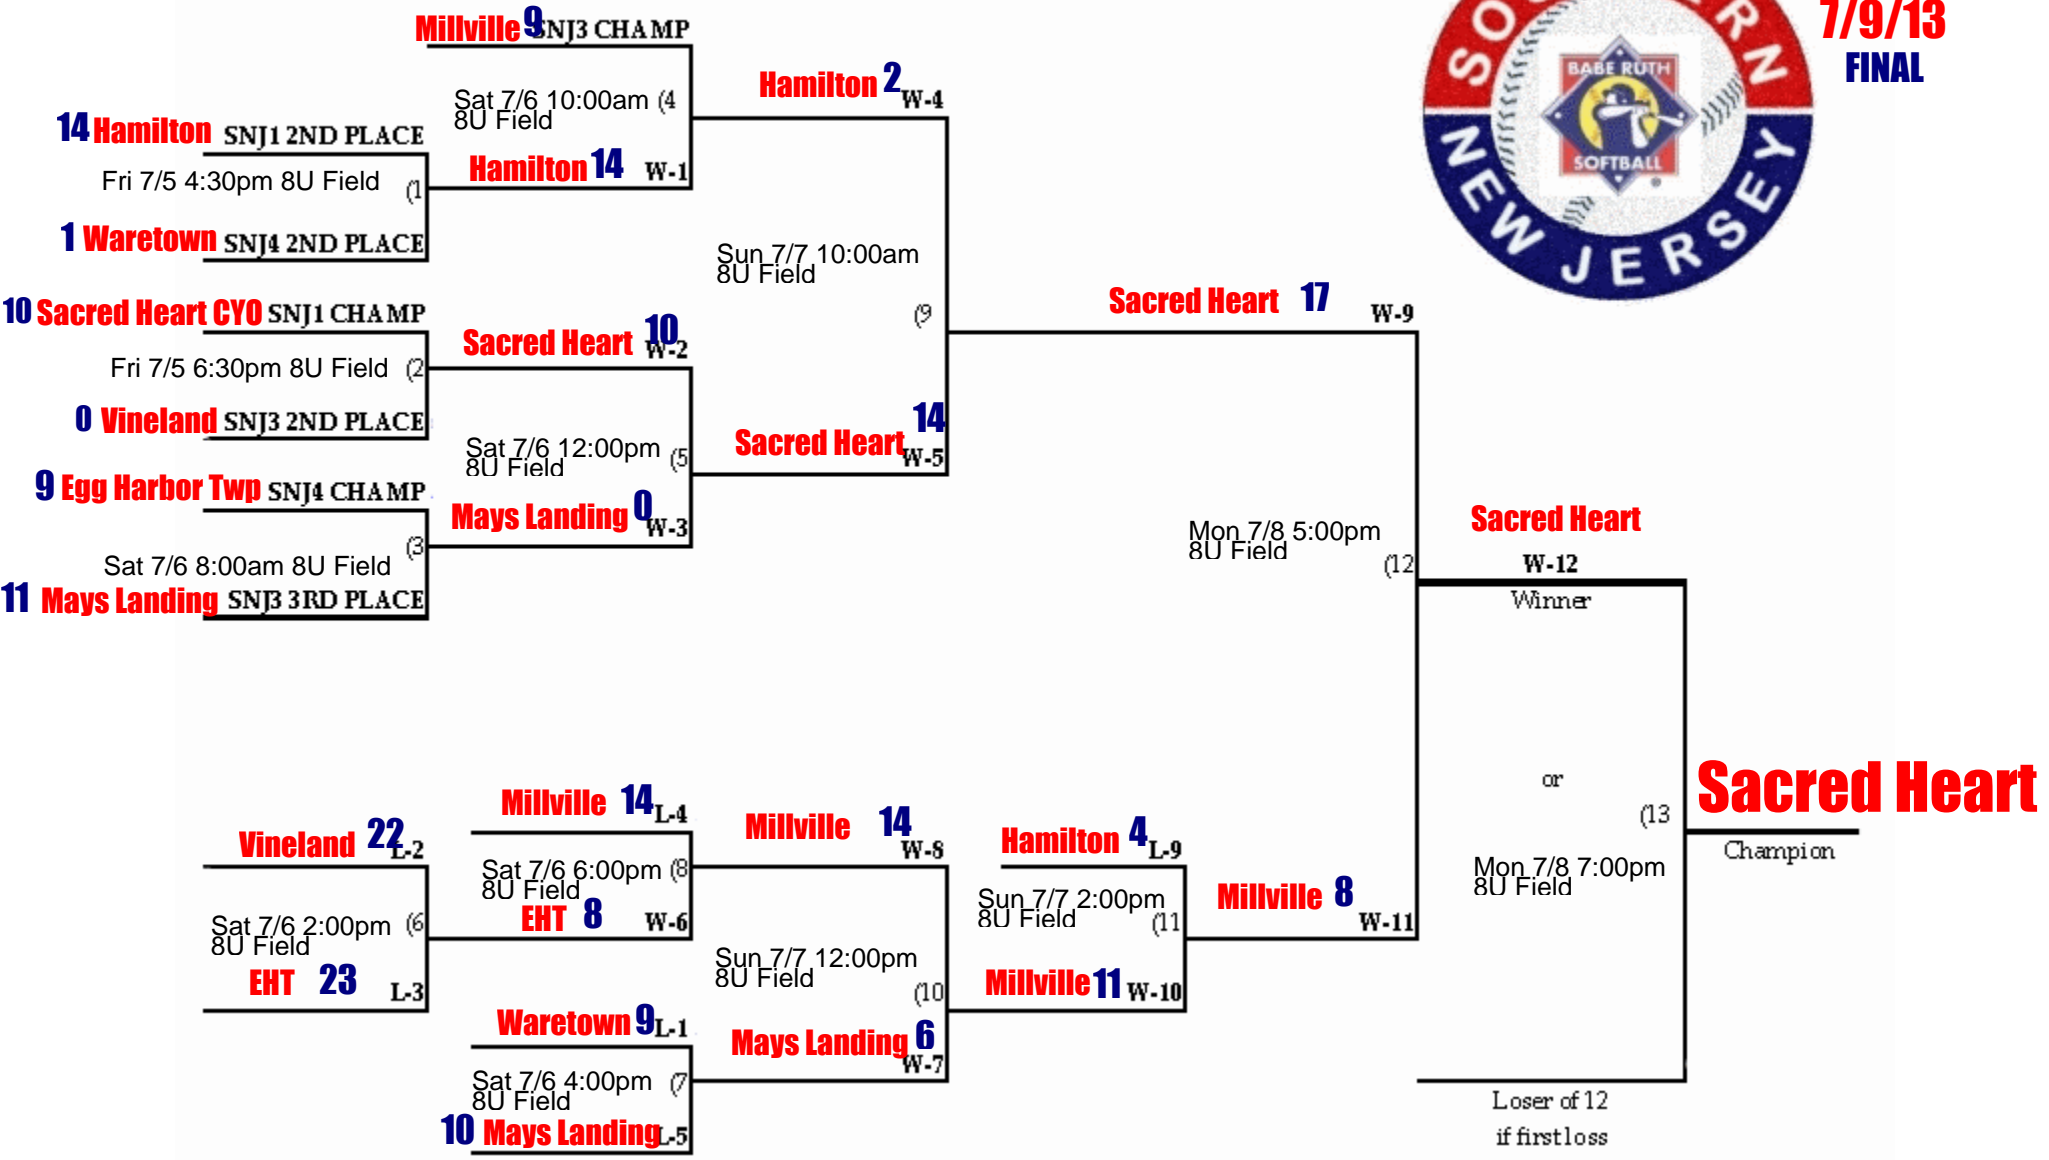 Millville 9 SNJ3 CHAMP
Sat 7/6 10:00am (4
8U Field
Hamilton 2 W-4
14 Hamilton SNJ1 2ND PLACE
Fri 7/5 4:30pm 8U Field (1
Hamilton 14 W-1
1 Waretown SNJ4 2ND PLACE
Sun 7/7 10:00am
8U Field
(9
10 Sacred Heart CYO SNJ1 CHAMP
Fri 7/5 6:30pm 8U Field (2
Sacred Heart 10 W-2
0 Vineland SNJ3 2ND PLACE
Sat 7/6 12:00pm (5
8U Field
Sacred Heart 14 W-5
9 Egg Harbor Twp SNJ4 CHAMP
Mays Landing 0 W-3
(3
Sat 7/6 8:00am 8U Field
11 Mays Landing SNJ3 3RD PLACE
Sacred Heart 17 W-9
Mon 7/8 5:00pm
8U Field
(12
Sacred Heart
W-12
Winner
NEW JERSEY
BABE RUTH
SOFTBALL
7/9/13
FINAL
Vineland 22 L-2
Sat 7/6 2:00pm (6
8U Field
EHT 23 L-3
Millville 14 L-4
Sat 7/6 6:00pm (8
8U Field
EHT 8 W-6
Waretown 9 L-1
Sat 7/6 4:00pm (7
8U Field
10 Mays Landing L-5
Millville 14 W-8
Sun 7/7 12:00pm
8U Field
(10
Mays Landing 6 W-7
Hamilton 4 L-9
Sun 7/7 2:00pm
8U Field
(11
Millville 11 W-10
Millville 8 W-11
or
(13
Mon 7/8 7:00pm
8U Field
Sacred Heart
Champion
Loser of 12
if first loss